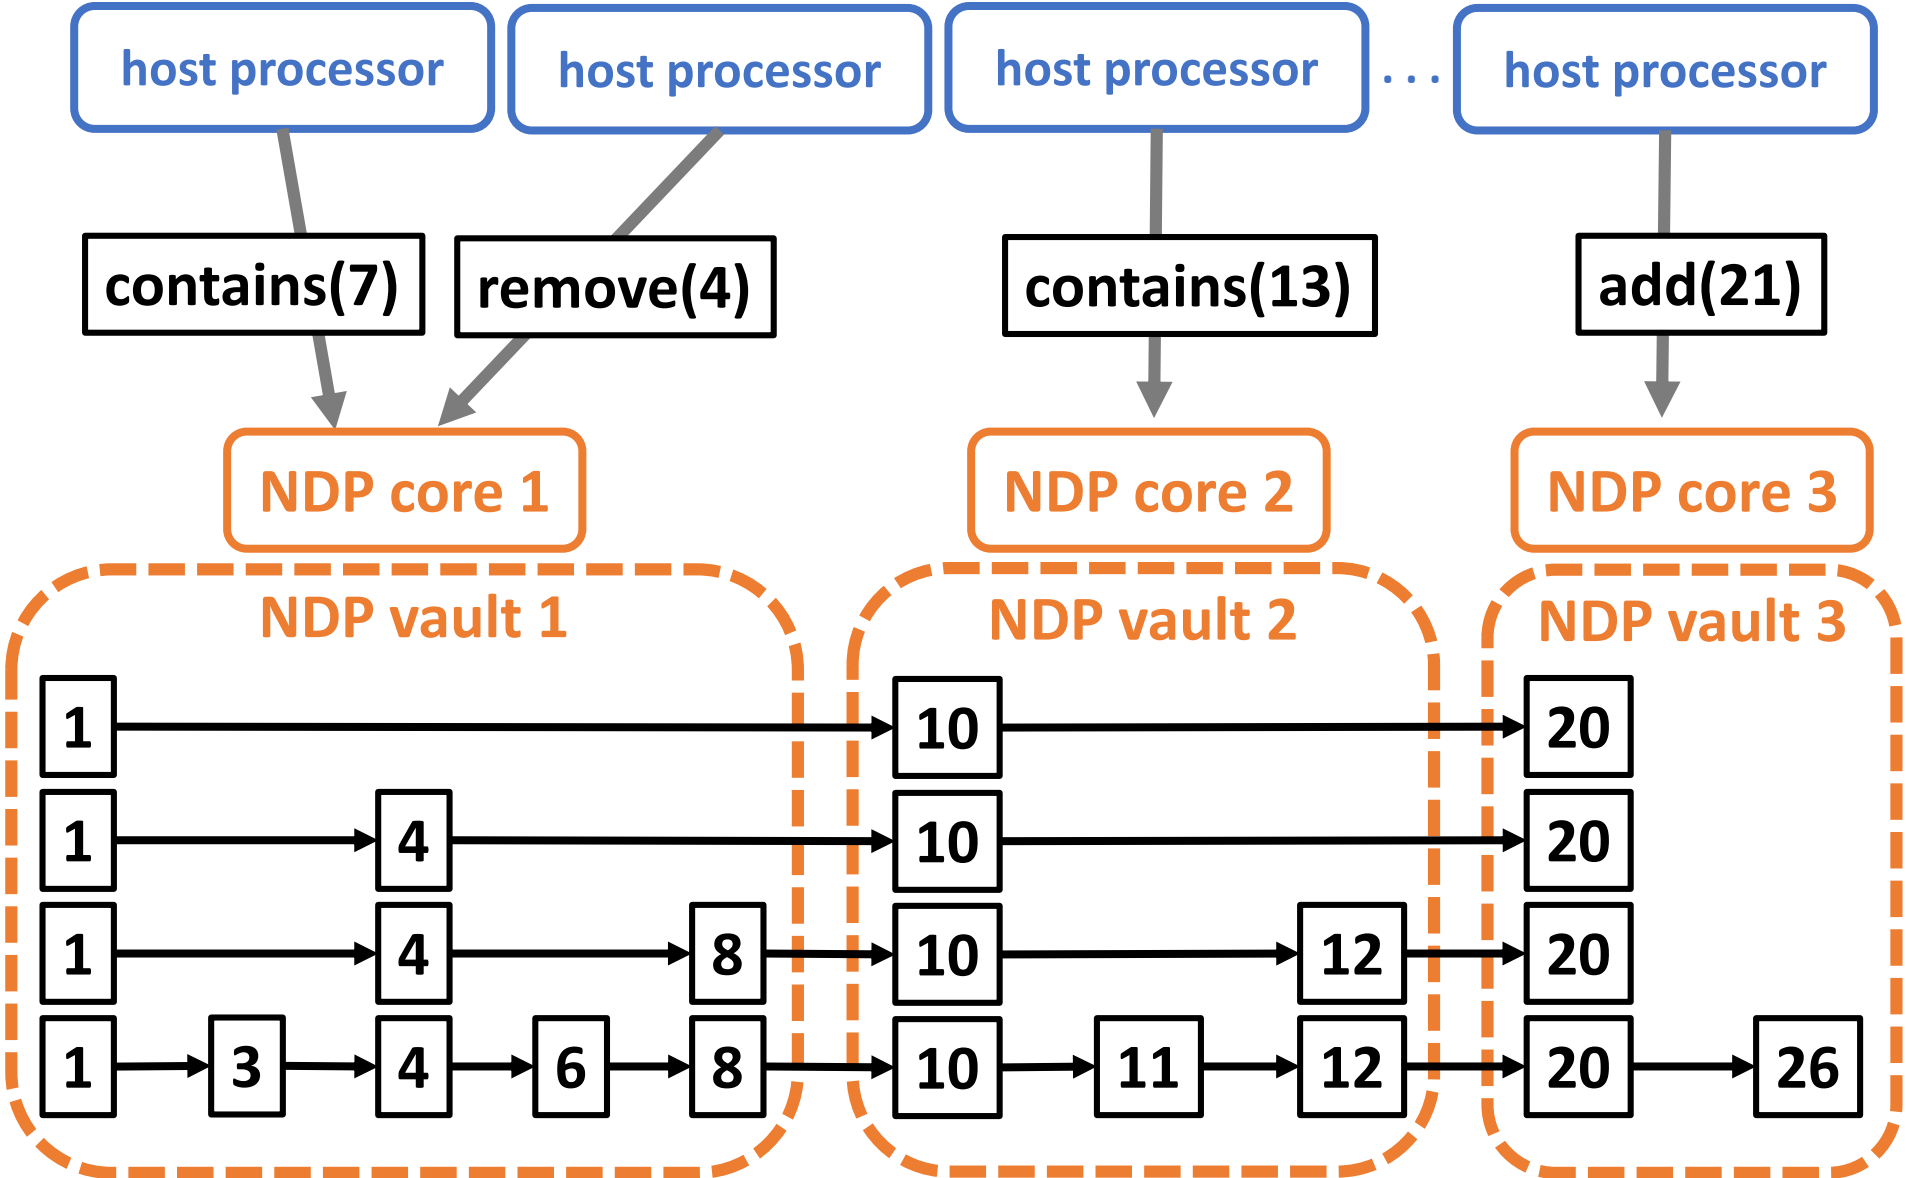 host processor host processor host processor ... host processor
contains(7) remove(4) contains(13) add(21)
NDP core 1 NDP core 2 NDP core 3
NDP vault 1 NDP vault 2 NDP vault 3
1 10 20
1 4 10 20
1 4 8 10 12 20
1 3 4 6 8 10 11 12 20 26